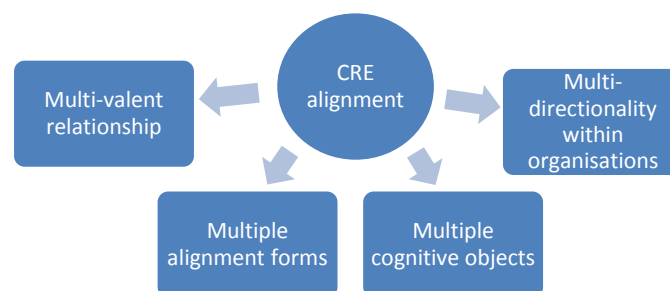 CRE
alignment
Multi-valent
relationship
Multi-
directionality
within
organisations
Multiple
alignment forms
Multiple
cognitive objects